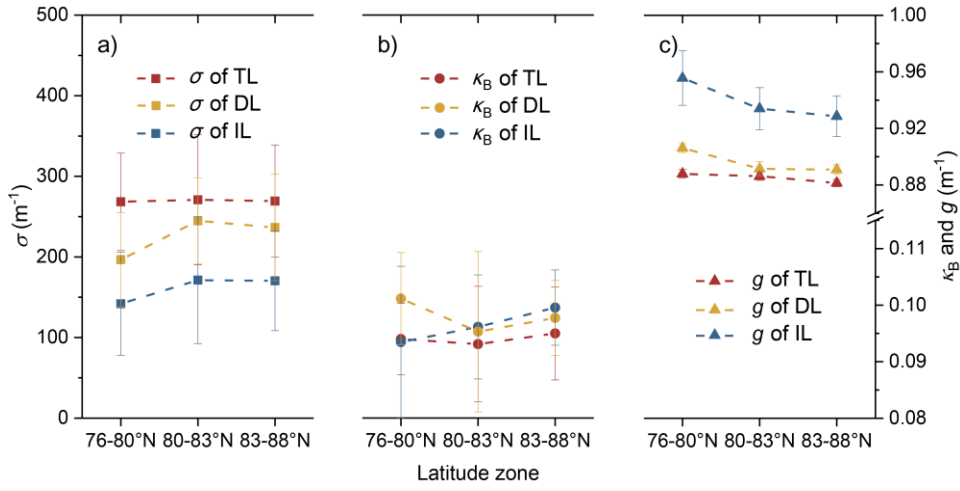 500
400
300
200
100
0
σ (m⁻¹)
a)
σ of TL
σ of DL
σ of IL
76-80°N 80-83°N 83-88°N
b)
κB of TL
κB of DL
κB of IL
76-80°N 80-83°N 83-88°N
Latitude zone
c)
g of TL
g of DL
g of IL
76-80°N 80-83°N 83-88°N
1.00
0.96
0.92
0.88
0.11
0.10
0.09
0.08
κB (m⁻¹) and g